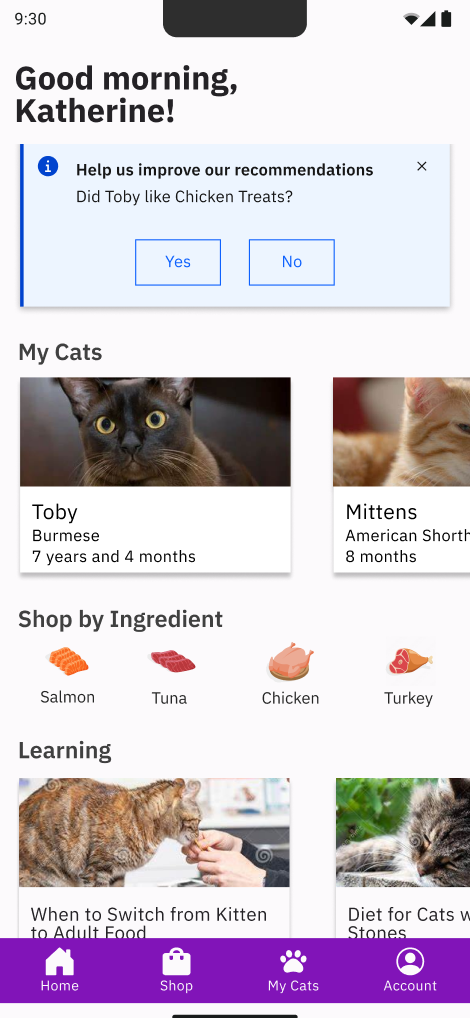 9:30
Good morning,
Katherine!
Help us improve our recommendations
Did Toby like Chicken Treats?
Yes
No
My Cats
Toby
Burmese
7 years and 4 months
Mittens
American Shorth
8 months
Shop by Ingredient
Salmon
Tuna
Chicken
Turkey
Learning
When to Switch from Kitten
to Adult Food
Diet for Cats w
Stones
Home
Shop
My Cats
Account